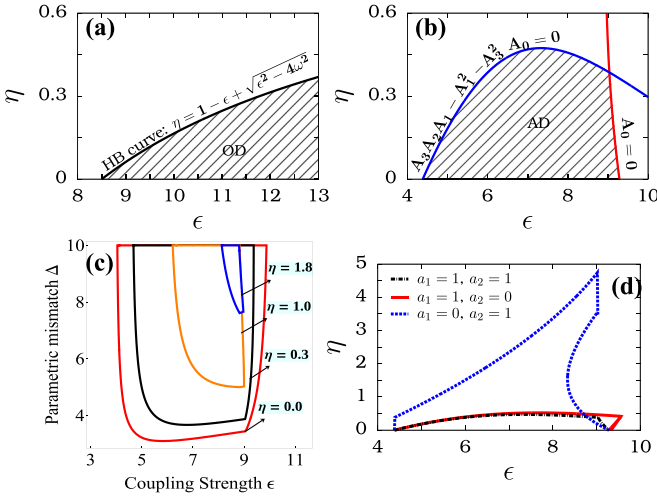 (a)
0.6
0.3
0
η
HB curve: η = 1 − ϵ + √ϵ² − 4ω²
OD
8 9 10 11 12 13
ϵ
(b)
0.6
0.3
0
η
A₃A₂A₁ − A₁² − A₃² A₀ = 0
AD
A₀ = 0
4 6 8 10
ϵ
(c)
10
8
6
4
Parametric mismatch Δ
η = 1.8
η = 1.0
η = 0.3
η = 0.0
3 5 7 9 11
Coupling Strength ϵ
(d)
5
4
3
2
1
0
η
a₁ = 1, a₂ = 1
a₁ = 1, a₂ = 0
a₁ = 0, a₂ = 1
4 6 8 10
ϵ